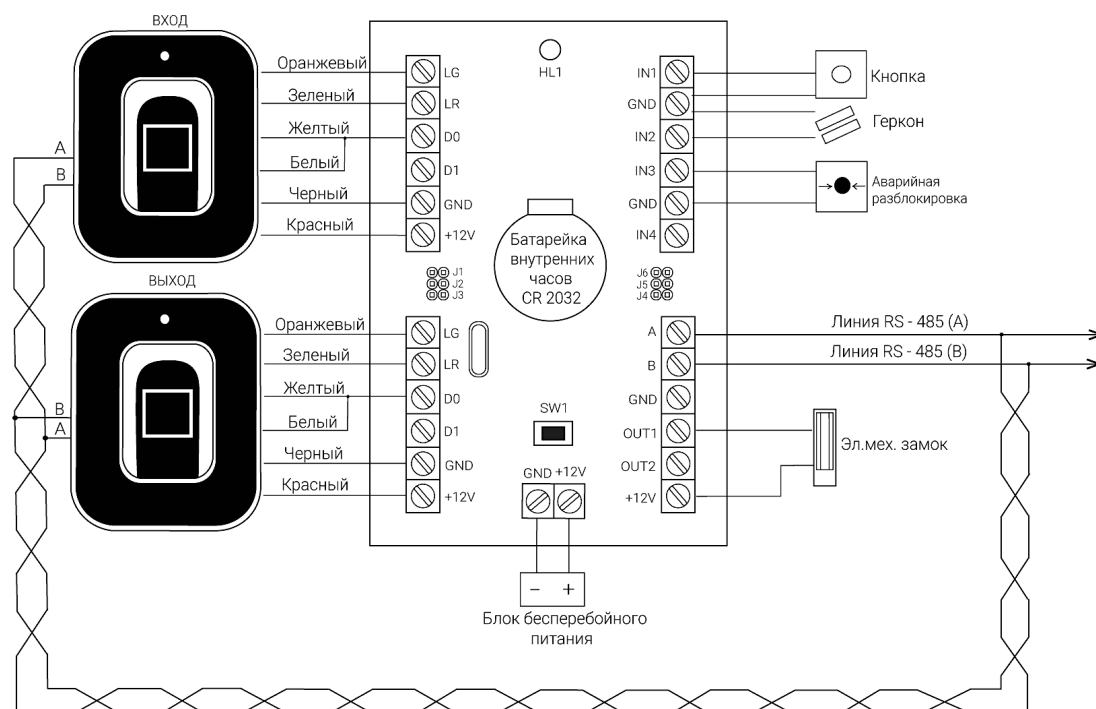 ВХОД
Оранжевый
Зеленый
Желтый
Белый
Черный
Красный
A
B
LG
LR
D0
D1
GND
+12V
HL1
IN1
GND
IN2
IN3
GND
IN4
Кнопка
Геркон
Аварийная
разблокировка
Батарейка
внутренних
часов
CR 2032
J1
J2
J3
J6
J5
J4
ВЫХОД
Оранжевый
Зеленый
Желтый
Белый
Черный
Красный
B
A
LG
LR
D0
D1
GND
+12V
SW1
GND +12V
A
B
GND
OUT1
OUT2
+12V
Линия RS - 485 (A)
Линия RS - 485 (B)
Эл.мех. замок
− +
Блок бесперебойного
питания